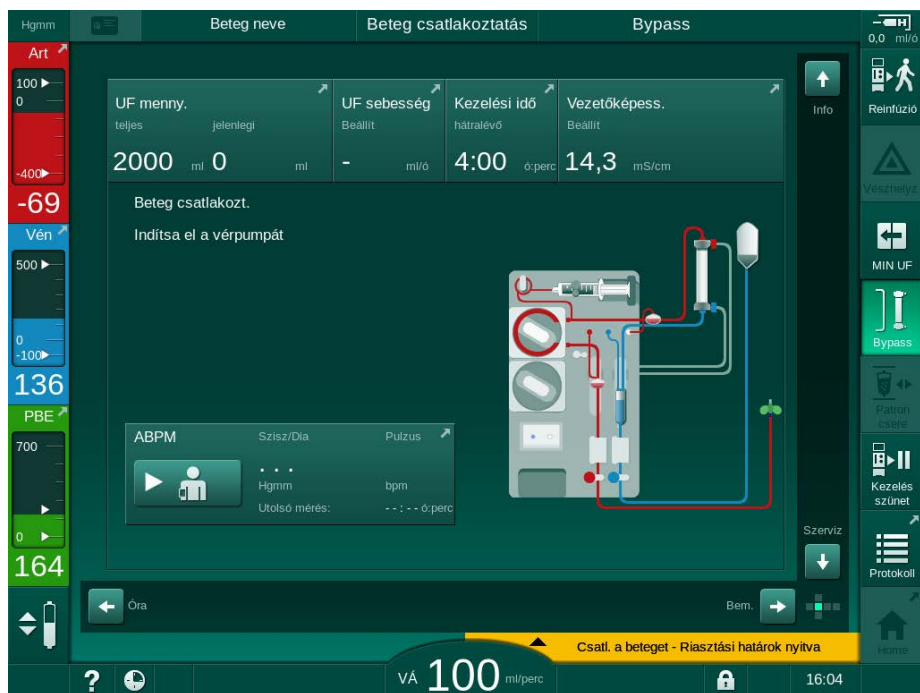 Hgmm
Beteg neve
Beteg csatlakoztatás
Bypass
0,0 ml/ó
Art
100
0
-400
-69
Vén
500
0
-100
136
PBE
700
0
164
UF menny.
teljes
jelenlegi
2000 ml 0 ml
UF sebesség
Beállít
- ml/ó
Kezelési idő
hátralévő
4:00 ó:perc
Vezetőképess.
Beállít
14,3 mS/cm
Beteg csatlakozt.
Indítsa el a vérpumpát
ABPM
Szisz/Dia
Pulzus
. . .
Hgmm
bpm
Utolsó mérés:
--:-- ó:perc
Info
Szerviz
Óra
Bem.
Reinfúzió
Vészhelyz
MIN UF
Bypass
Patron
csere
Kezelés
szünet
Protokoll
Home
Csatl. a beteget - Riasztási határok nyitva
?
VÁ 100 ml/perc
16:04